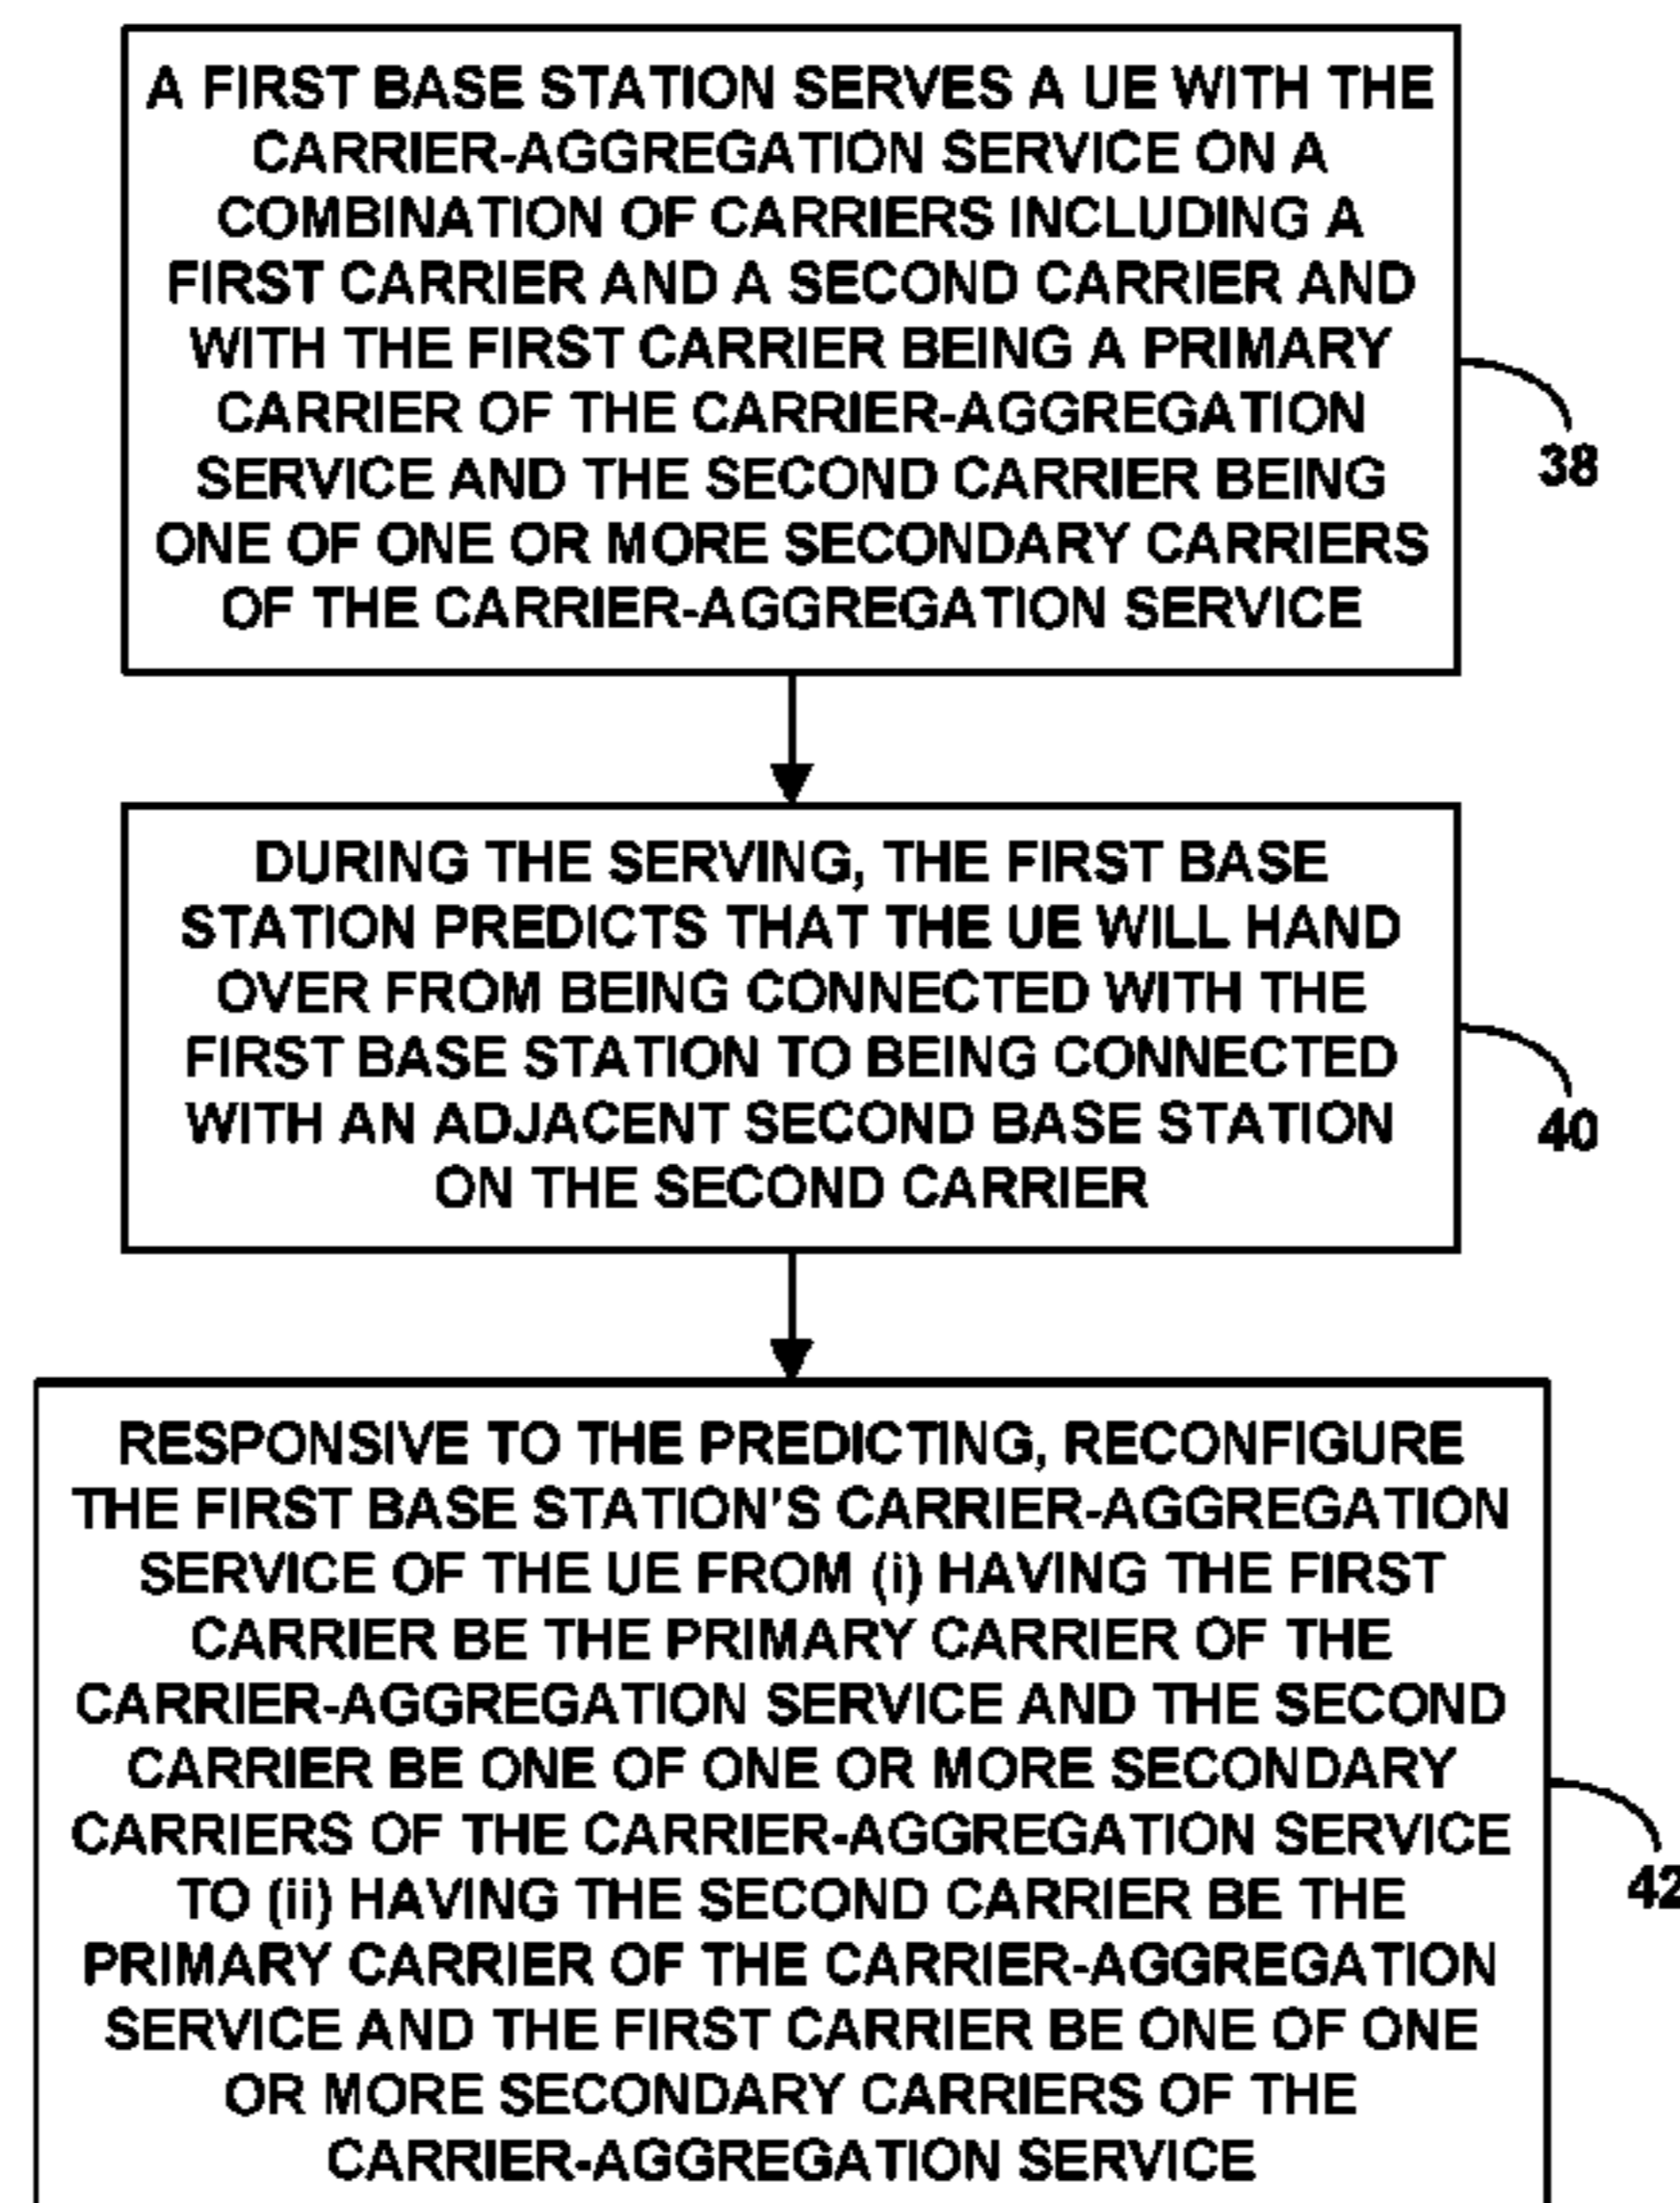 A FIRST BASE STATION SERVES A UE WITH THE
CARRIER-AGGREGATION SERVICE ON A
COMBINATION OF CARRIERS INCLUDING A
FIRST CARRIER AND A SECOND CARRIER AND
WITH THE FIRST CARRIER BEING A PRIMARY
CARRIER OF THE CARRIER-AGGREGATION
SERVICE AND THE SECOND CARRIER BEING
ONE OF ONE OR MORE SECONDARY CARRIERS
OF THE CARRIER-AGGREGATION SERVICE
38
DURING THE SERVING, THE FIRST BASE
STATION PREDICTS THAT THE UE WILL HAND
OVER FROM BEING CONNECTED WITH THE
FIRST BASE STATION TO BEING CONNECTED
WITH AN ADJACENT SECOND BASE STATION
ON THE SECOND CARRIER
40
RESPONSIVE TO THE PREDICTING, RECONFIGURE
THE FIRST BASE STATION'S CARRIER-AGGREGATION
SERVICE OF THE UE FROM (i) HAVING THE FIRST
CARRIER BE THE PRIMARY CARRIER OF THE
CARRIER-AGGREGATION SERVICE AND THE SECOND
CARRIER BE ONE OF ONE OR MORE SECONDARY
CARRIERS OF THE CARRIER-AGGREGATION SERVICE
TO (ii) HAVING THE SECOND CARRIER BE THE
PRIMARY CARRIER OF THE CARRIER-AGGREGATION
SERVICE AND THE FIRST CARRIER BE ONE OF ONE
OR MORE SECONDARY CARRIERS OF THE
CARRIER-AGGREGATION SERVICE
42